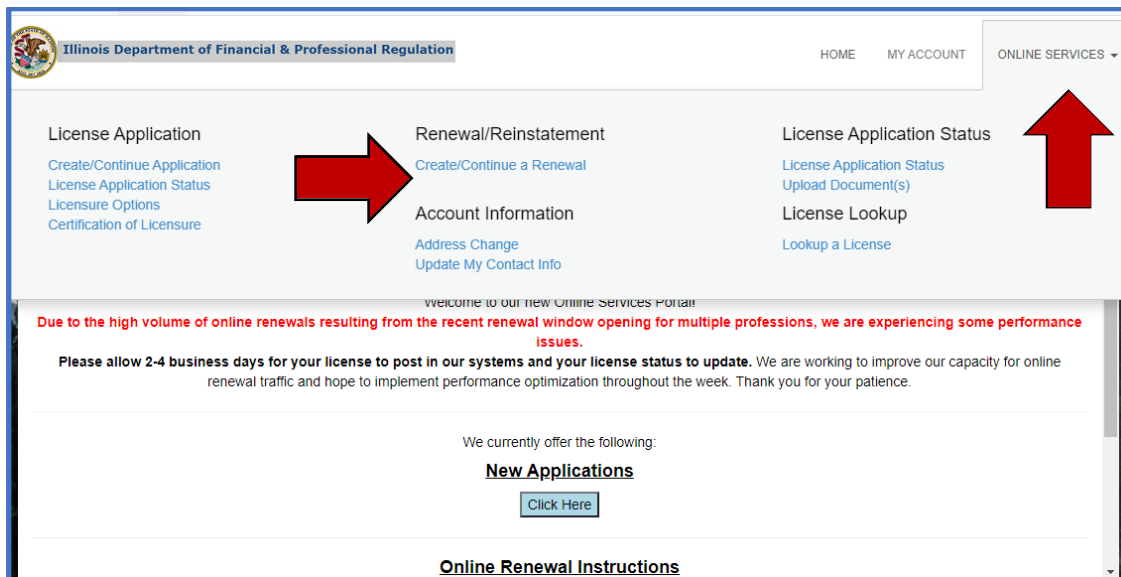 Illinois Department of Financial & Professional Regulation
HOME
MY ACCOUNT
ONLINE SERVICES
License Application
Create/Continue Application
License Application Status
Licensure Options
Certification of Licensure
Renewal/Reinstatement
Create/Continue a Renewal
Account Information
Address Change
Update My Contact Info
License Application Status
License Application Status
Upload Document(s)
License Lookup
Lookup a License
Welcome to our new Online Services Portal!
Due to the high volume of online renewals resulting from the recent renewal window opening for multiple professions, we are experiencing some performance
issues.
Please allow 2-4 business days for your license to post in our systems and your license status to update. We are working to improve our capacity for online
renewal traffic and hope to implement performance optimization throughout the week. Thank you for your patience.
We currently offer the following:
New Applications
Click Here
Online Renewal Instructions